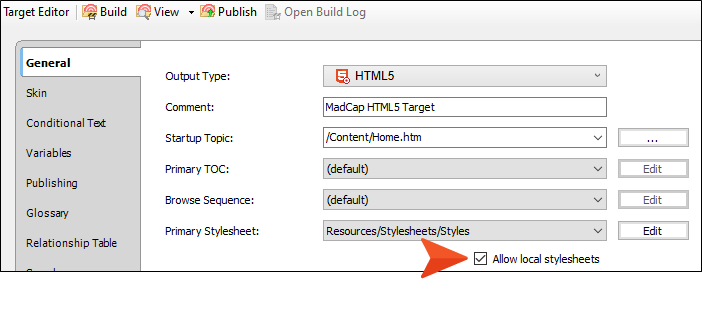 Target Editor Build View Publish Open Build Log
General
Skin
Conditional Text
Variables
Publishing
Glossary
Relationship Table
Output Type: HTML5
Comment: MadCap HTML5 Target
Startup Topic: /Content/Home.htm ...
Primary TOC: (default) Edit
Browse Sequence: (default) Edit
Primary Stylesheet: Resources/Stylesheets/Styles Edit
Allow local stylesheets